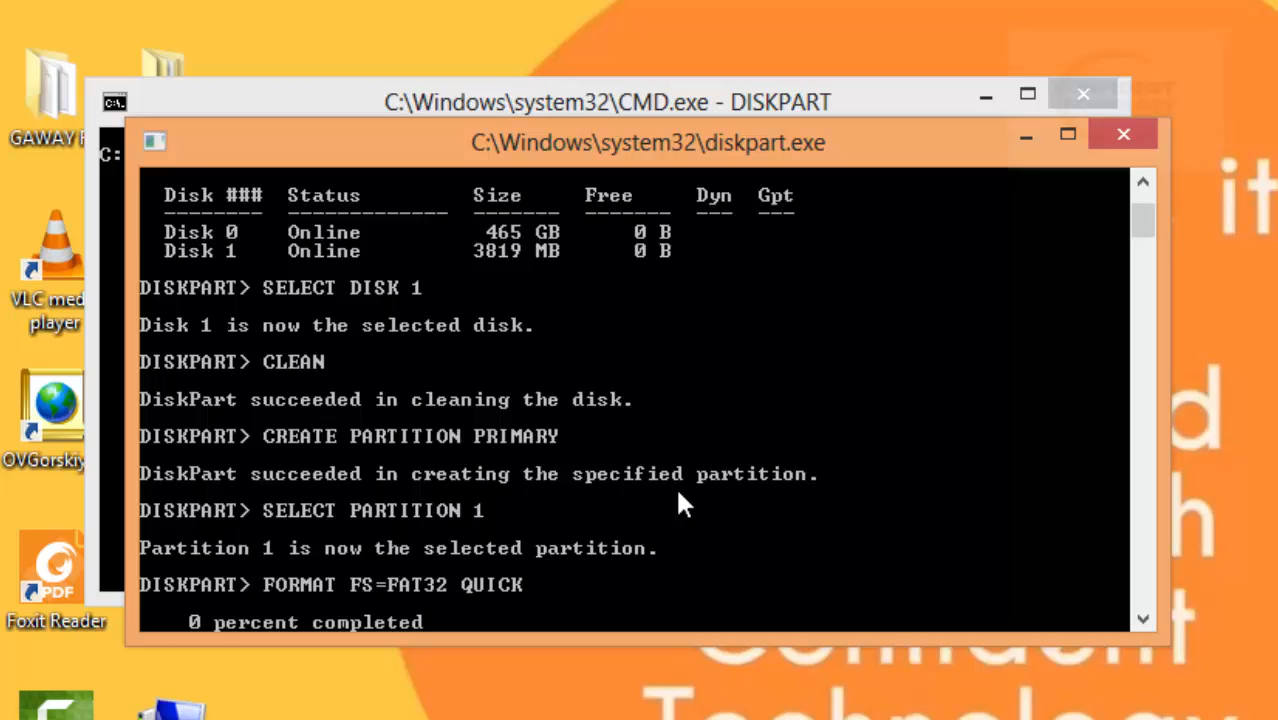 GAWAY
C:\Windows\system32\CMD.exe - DISKPART
C:
C:\Windows\system32\diskpart.exe
Disk ### Status Size Free Dyn Gpt
Disk 0 Online 465 GB 0 B
Disk 1 Online 3819 MB 0 B
DISKPART> SELECT DISK 1
Disk 1 is now the selected disk.
DISKPART> CLEAN
DiskPart succeeded in cleaning the disk.
DISKPART> CREATE PARTITION PRIMARY
DiskPart succeeded in creating the specified partition.
DISKPART> SELECT PARTITION 1
Partition 1 is now the selected partition.
DISKPART> FORMAT FS=FAT32 QUICK
0 percent completed
VLC med
player
OVGorskiy
PDF
Foxit Reader
it
d
h
Confident
Technology